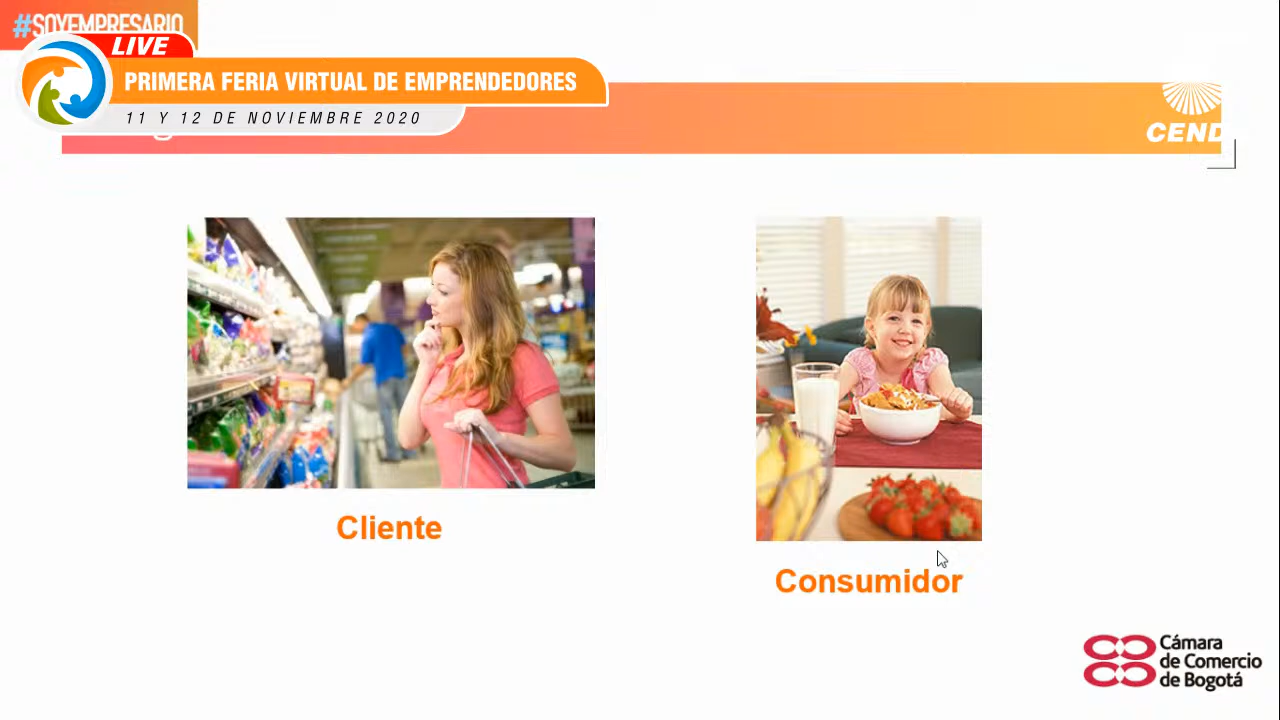 #SOYEMPRESARIO
LIVE
PRIMERA FERIA VIRTUAL DE EMPRENDEDORES
11 Y 12 DE NOVIEMBRE 2020
CEND
Cliente
Consumidor
Cámara
de Comercio
de Bogotá